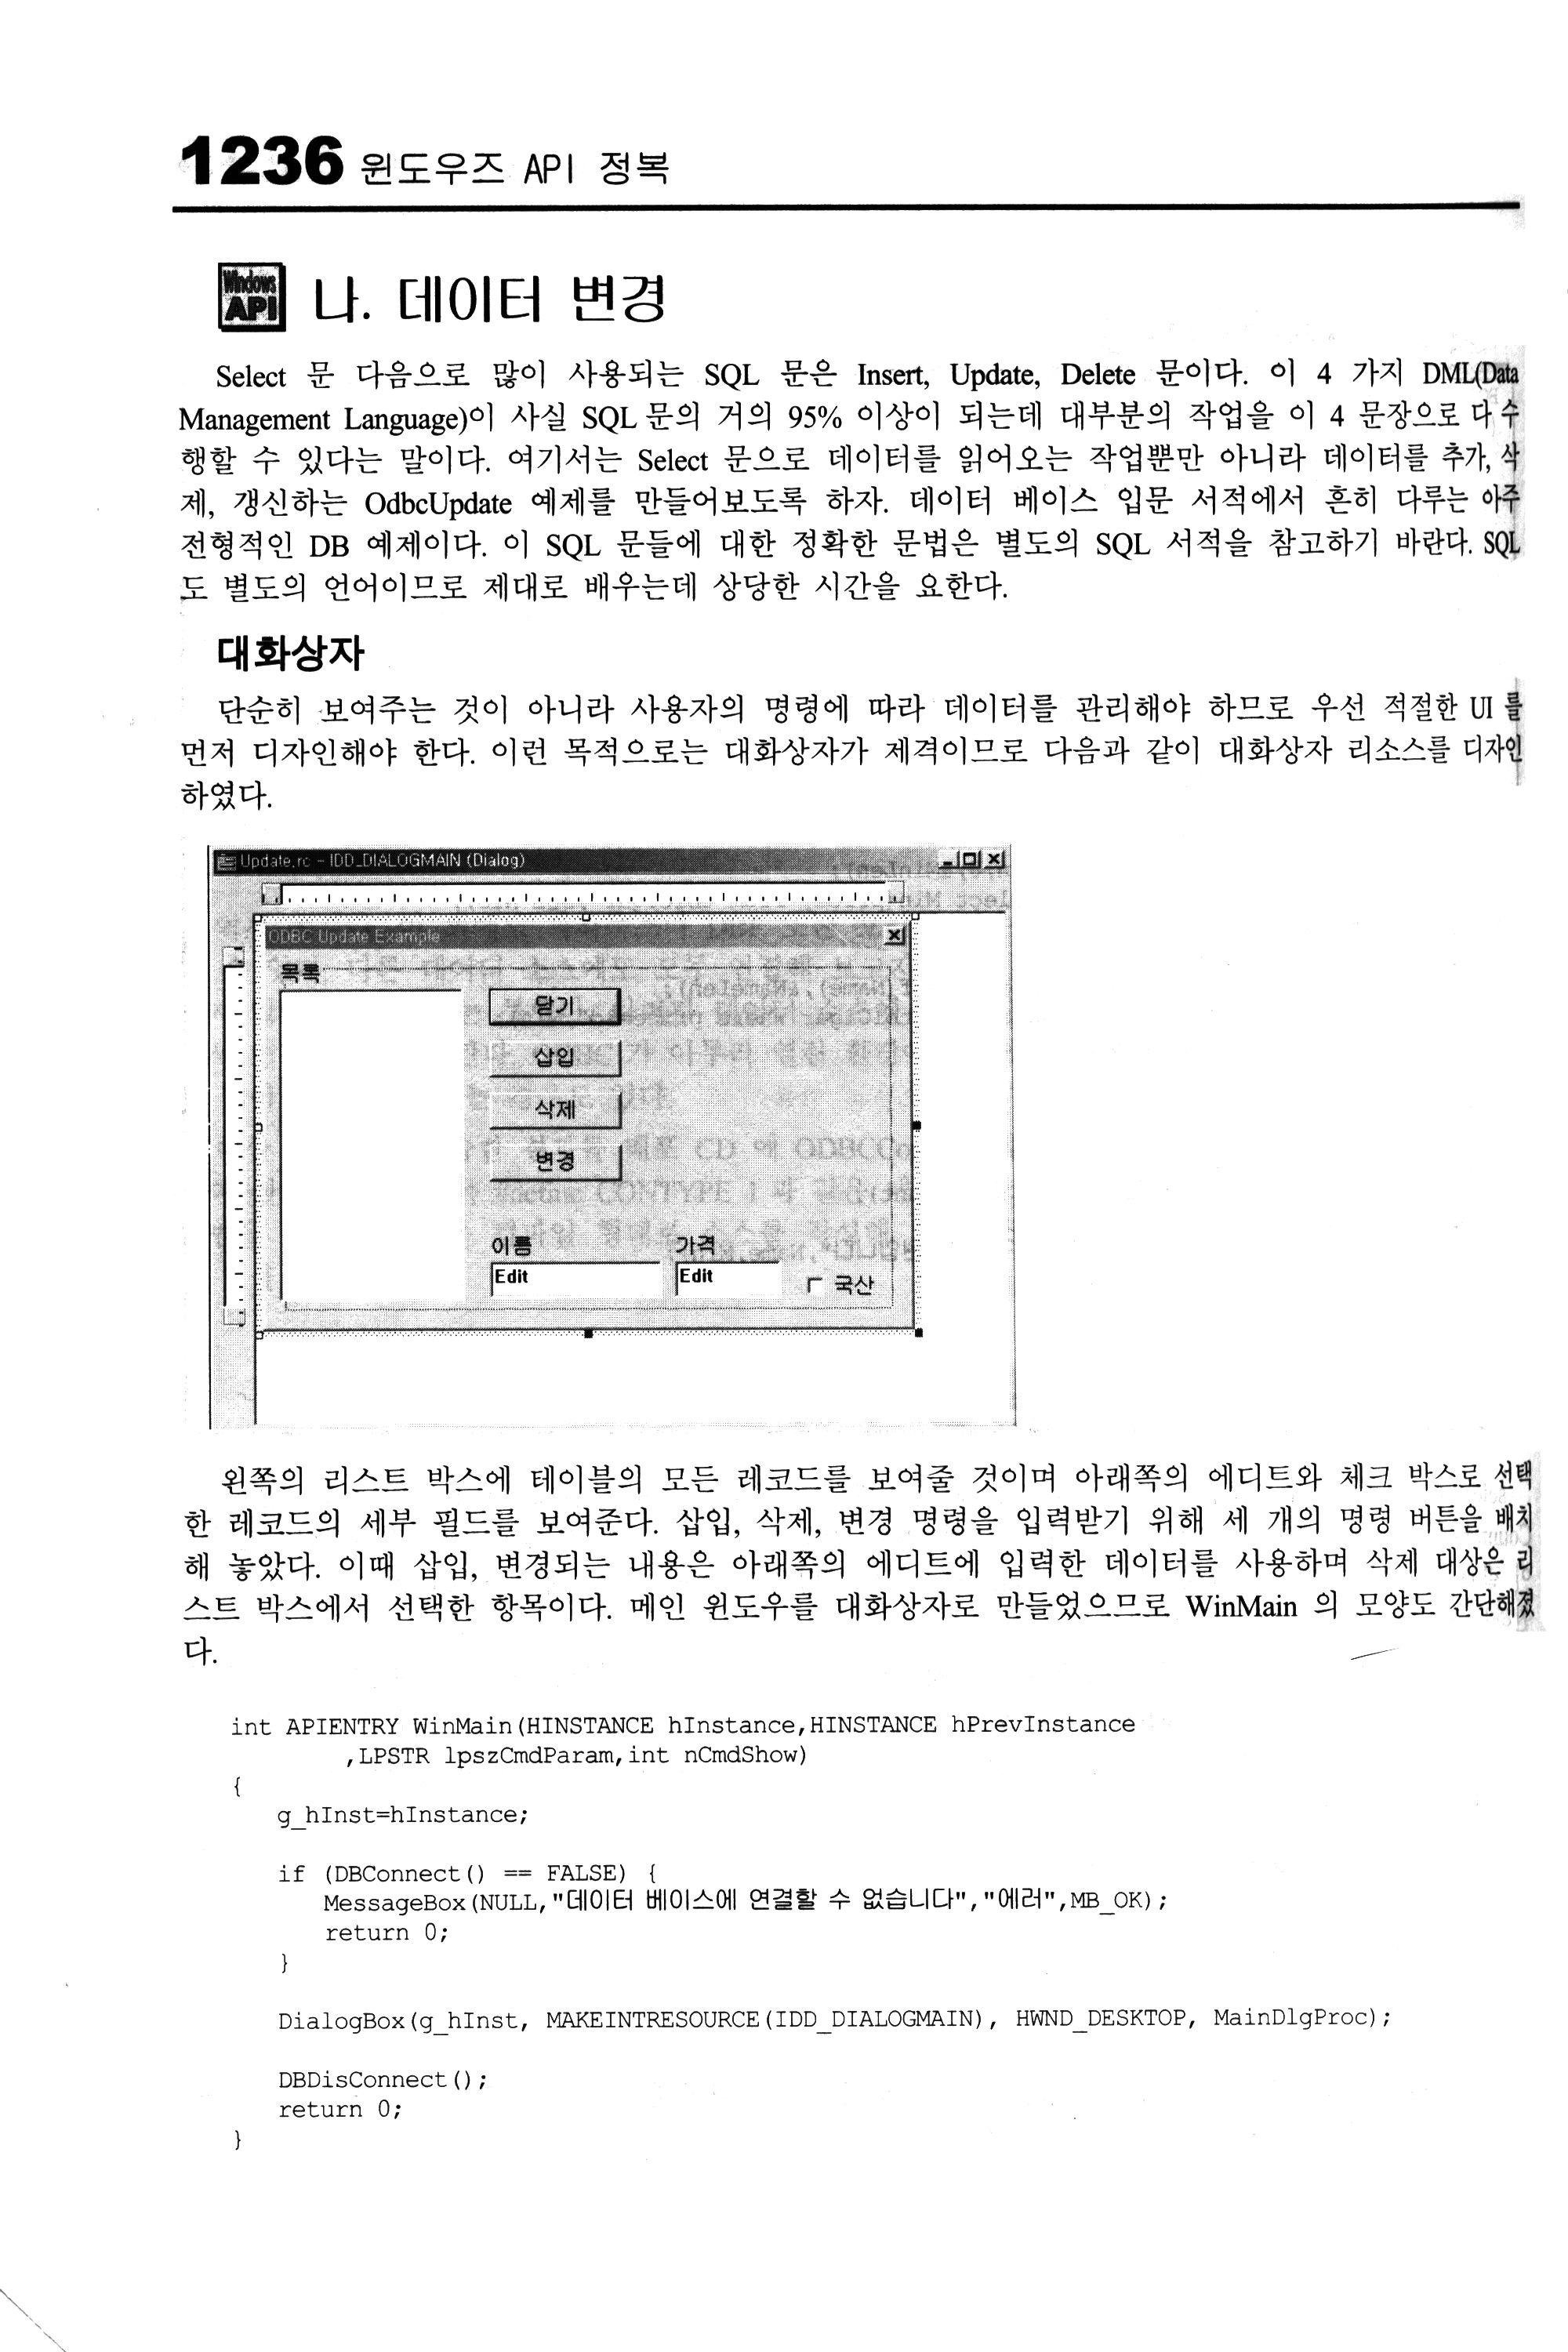 1236 윈도우즈 API 정복
Windows
API
나. 데이터 변경
Select 문 다음으로 많이 사용되는 SQL 문은 Insert, Update, Delete 문이다. 이 4 가지 DML(Data
Management Language)이 사실 SQL 문의 거의 95% 이상이 되는데 대부분의 작업을 이 4 문장으로 다 수
행할 수 있다는 말이다. 여기서는 Select 문으로 데이터를 읽어오는 작업뿐만 아니라 데이터를 추가, 삭
제, 갱신하는 OdbcUpdate 예제를 만들어보도록 하자. 데이터 베이스 입문 서적에서 흔히 다루는 아주
전형적인 DB 예제이다. 이 SQL 문들에 대한 정확한 문법은 별도의 SQL 서적을 참고하기 바란다. SQL
도 별도의 언어이므로 제대로 배우는데 상당한 시간을 요한다.
대화상자
단순히 보여주는 것이 아니라 사용자의 명령에 따라 데이터를 관리해야 하므로 우선 적절한 UI 를
먼저 디자인해야 한다. 이런 목적으로는 대화상자가 제격이므로 다음과 같이 대화상자 리소스를 디자인
하였다.
Update.rc - IDD_DIALOGMAIN (Dialog)
ODBC Update Example
목록
닫기
삽입
삭제
변경
이름 가격
Edit Edit 국산
왼쪽의 리스트 박스에 테이블의 모든 레코드를 보여줄 것이며 아래쪽의 에디트와 체크 박스로 선택
한 레코드의 세부 필드를 보여준다. 삽입, 삭제, 변경 명령을 입력받기 위해 세 개의 명령 버튼을 배치
해 놓았다. 이때 삽입, 변경되는 내용은 아래쪽의 에디트에 입력한 데이터를 사용하며 삭제 대상은 리
스트 박스에서 선택한 항목이다. 메인 윈도우를 대화상자로 만들었으므로 WinMain 의 모양도 간단해졌
다.
int APIENTRY WinMain(HINSTANCE hInstance,HINSTANCE hPrevInstance
,LPSTR lpszCmdParam,int nCmdShow)
{
g_hInst=hInstance;
if (DBConnect() == FALSE) {
MessageBox(NULL,"데이터 베이스에 연결할 수 없습니다","에러",MB_OK);
return 0;
}
DialogBox(g_hInst, MAKEINTRESOURCE(IDD_DIALOGMAIN), HWND_DESKTOP, MainDlgProc);
DBDisConnect();
return 0;
}